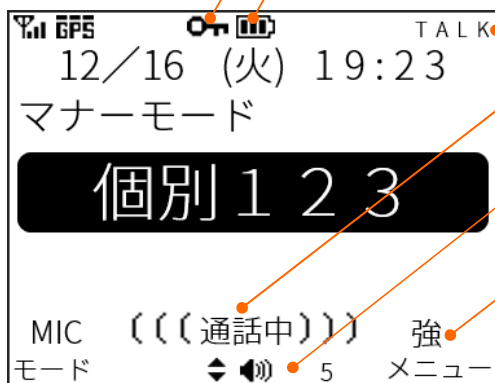 GPS TALK
12／16 (火) 19:23
マナーモード
個別１２３
MIC (((通話中))) 強
モード 5 メニュー